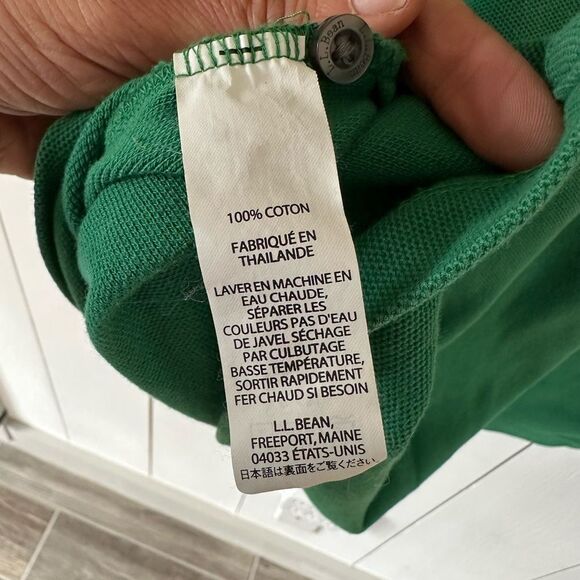 L.L.Bean
100% COTON
FABRIQUÉ EN
THAILANDE
LAVER EN MACHINE EN
EAU CHAUDE,
SÉPARER LES
COULEURS PAS D'EAU
DE JAVEL SÉCHAGE
PAR CULBUTAGE
BASSE TEMPÉRATURE,
SORTIR RAPIDEMENT
FER CHAUD SI BESOIN
L.L.BEAN,
FREEPORT, MAINE
04033 ÉTATS-UNIS
日本語は裏面をご覧ください